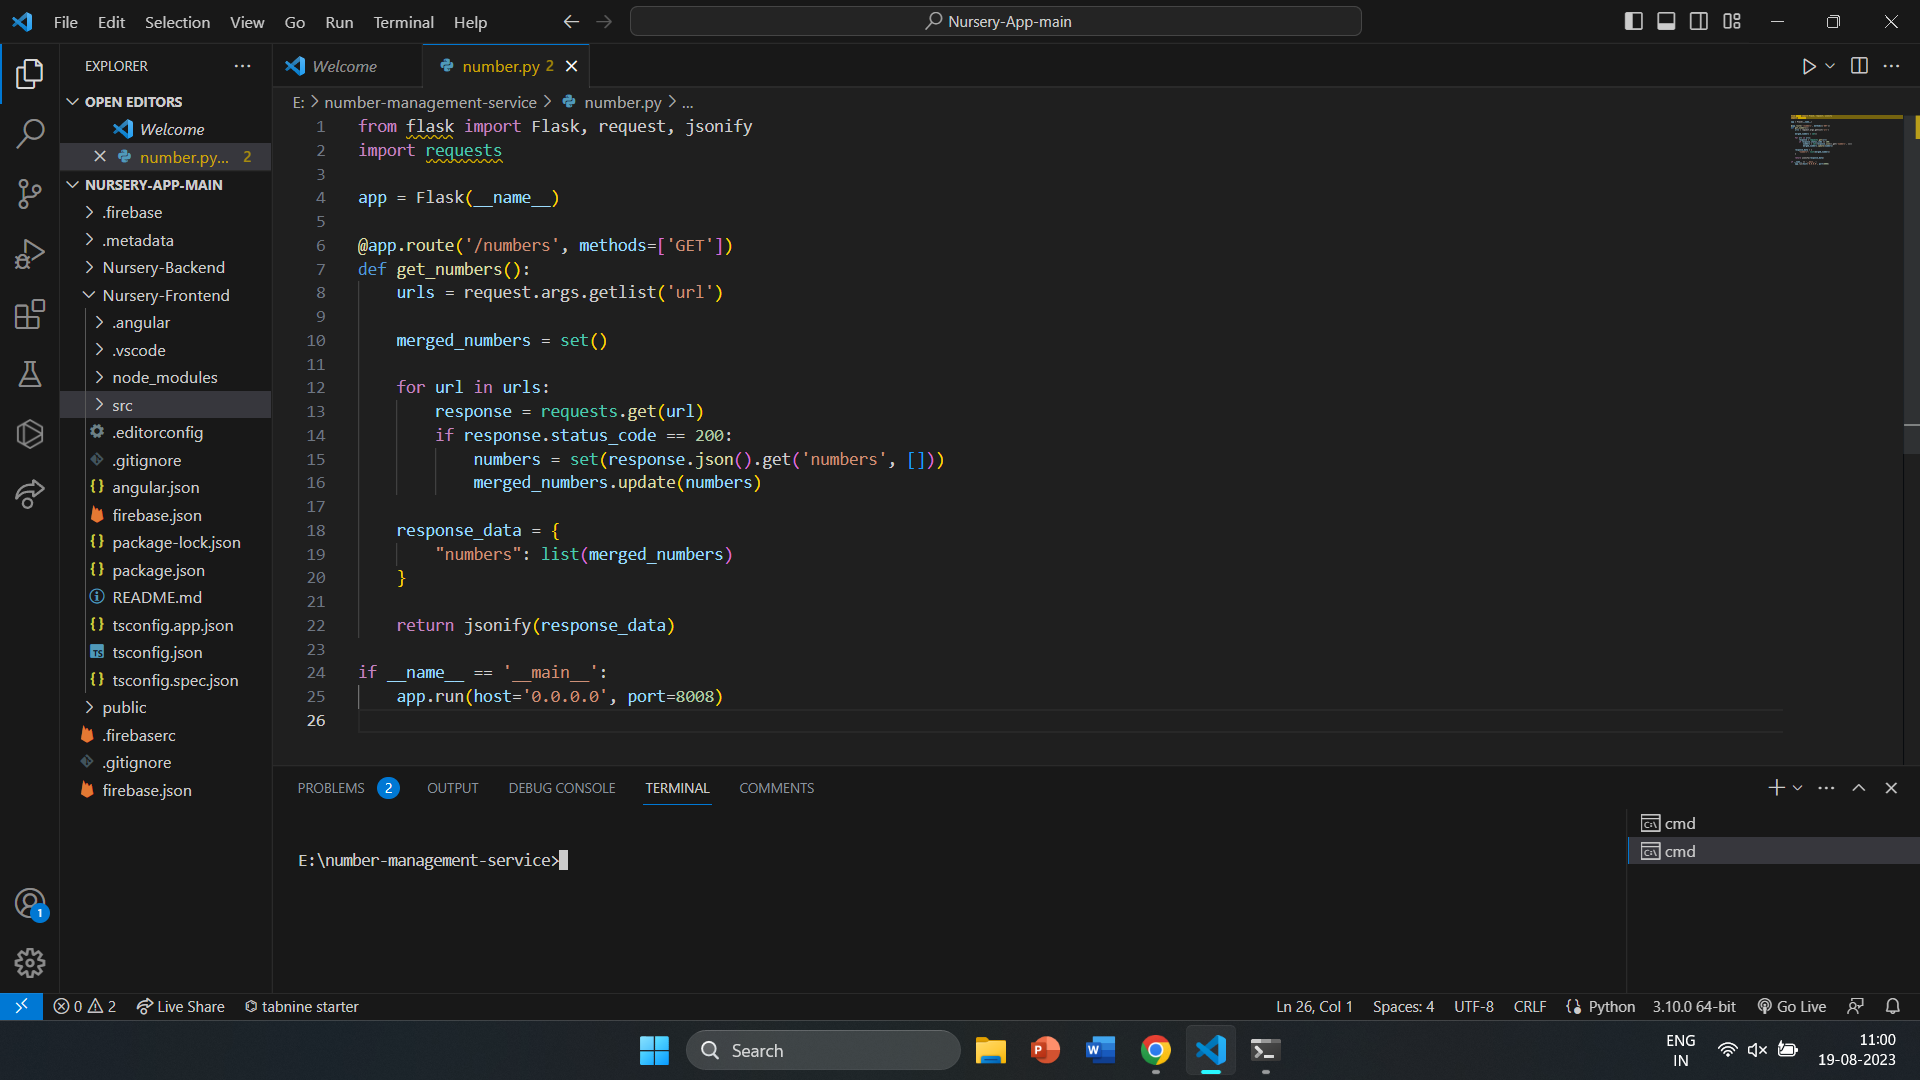 File Edit Selection View Go Run Terminal Help
Nursery-App-main
EXPLORER
OPEN EDITORS
Welcome
number.py... 2
NURSERY-APP-MAIN
.firebase
.metadata
Nursery-Backend
Nursery-Frontend
.angular
.vscode
node_modules
src
.editorconfig
.gitignore
angular.json
firebase.json
package-lock.json
package.json
README.md
tsconfig.app.json
TS tsconfig.json
tsconfig.spec.json
public
.firebaserc
.gitignore
firebase.json
Welcome
number.py 2
E: > number-management-service > number.py > ...
1 from flask import Flask, request, jsonify
2 import requests
3
4 app = Flask(__name__)
5
6 @app.route('/numbers', methods=['GET'])
7 def get_numbers():
8     urls = request.args.getlist('url')
9
10     merged_numbers = set()
11
12     for url in urls:
13         response = requests.get(url)
14         if response.status_code == 200:
15             numbers = set(response.json().get('numbers', []))
16             merged_numbers.update(numbers)
17
18     response_data = {
19         "numbers": list(merged_numbers)
20     }
21
22     return jsonify(response_data)
23
24 if __name__ == '__main__':
25     app.run(host='0.0.0.0', port=8008)
26
PROBLEMS 2 OUTPUT DEBUG CONSOLE TERMINAL COMMENTS
E:\number-management-service>
cmd
cmd
1
0 2 Live Share tabnine starter
Ln 26, Col 1 Spaces: 4 UTF-8 CRLF Python 3.10.0 64-bit Go Live
Search
P
W
ENG
IN
11:00
19-08-2023